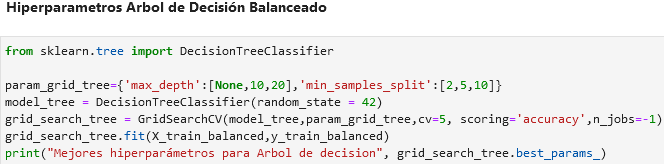 Hiperparametros Arbol de Decisión Balanceado
from sklearn.tree import DecisionTreeClassifier
param_grid_tree={'max_depth':[None,10,20],'min_samples_split':[2,5,10]}
model_tree = DecisionTreeClassifier(random_state = 42)
grid_search_tree = GridSearchCV(model_tree,param_grid_tree,cv=5, scoring='accuracy',n_jobs=-1)
grid_search_tree.fit(X_train_balanced,y_train_balanced)
print("Mejores hiperparámetros para Arbol de decision", grid_search_tree.best_params_)